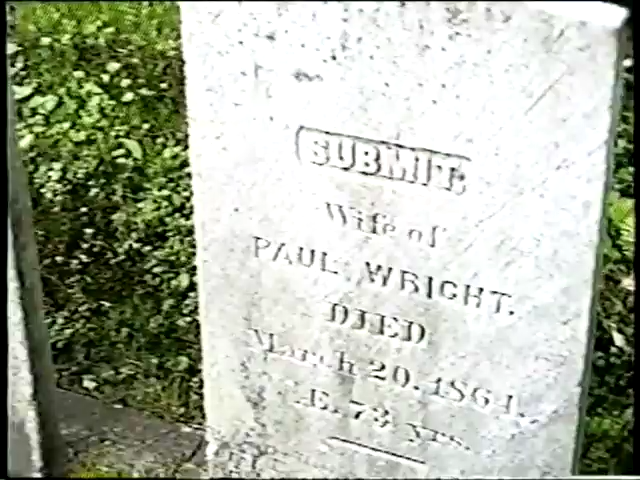 SUBMIT.
Wife of
PAUL WRIGHT.
DIED
March 20, 1864.
Æ. 73 yrs.